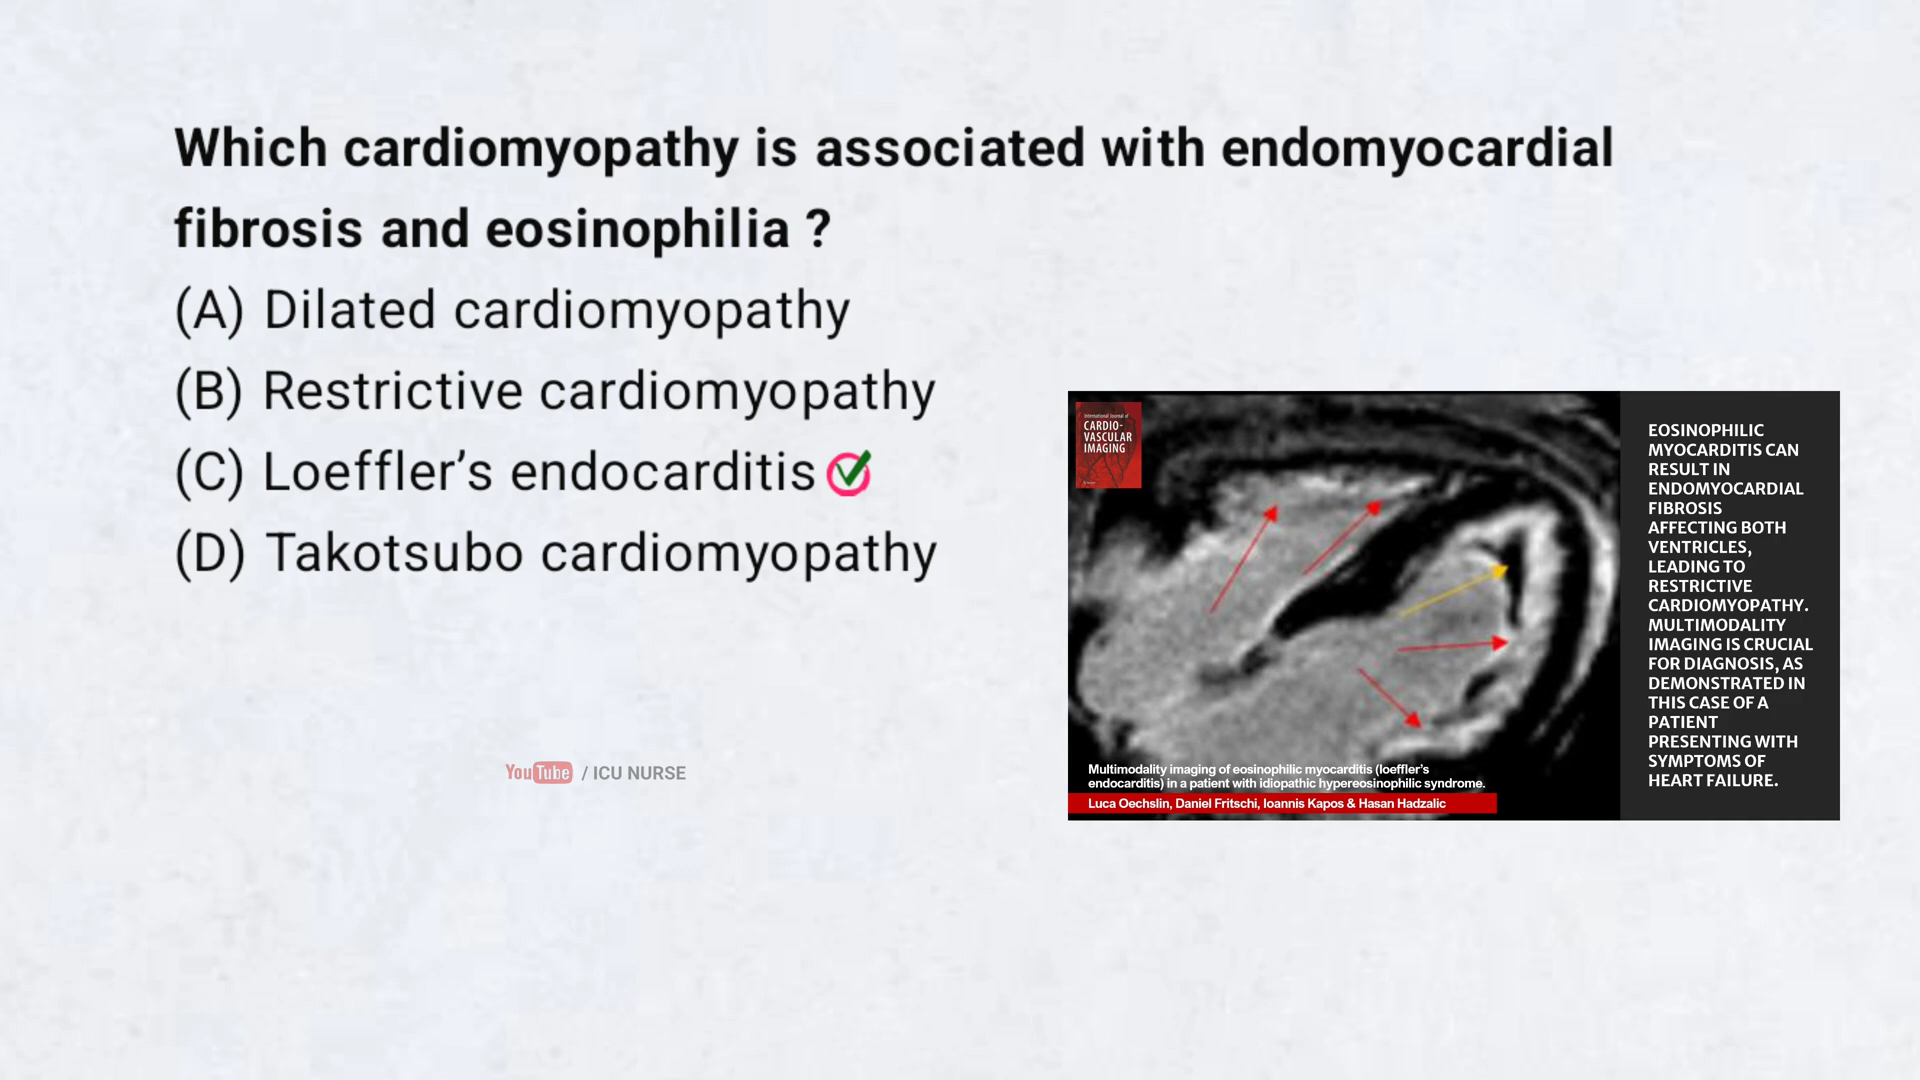 Which cardiomyopathy is associated with endomyocardial
fibrosis and eosinophilia ?
(A) Dilated cardiomyopathy
(B) Restrictive cardiomyopathy
(C) Loeffler’s endocarditis
(D) Takotsubo cardiomyopathy
YouTube / ICU NURSE
International Journal of
CARDIO-
VASCULAR
IMAGING
Multimodality imaging of eosinophilic myocarditis (loeffler’s
endocarditis) in a patient with idiopathic hypereosinophilic syndrome.
Luca Oechslin, Daniel Fritschi, Ioannis Kapos & Hasan Hadzalic
EOSINOPHILIC
MYOCARDITIS CAN
RESULT IN
ENDOMYOCARDIAL
FIBROSIS
AFFECTING BOTH
VENTRICLES,
LEADING TO
RESTRICTIVE
CARDIOMYOPATHY.
MULTIMODALITY
IMAGING IS CRUCIAL
FOR DIAGNOSIS, AS
DEMONSTRATED IN
THIS CASE OF A
PATIENT
PRESENTING WITH
SYMPTOMS OF
HEART FAILURE.